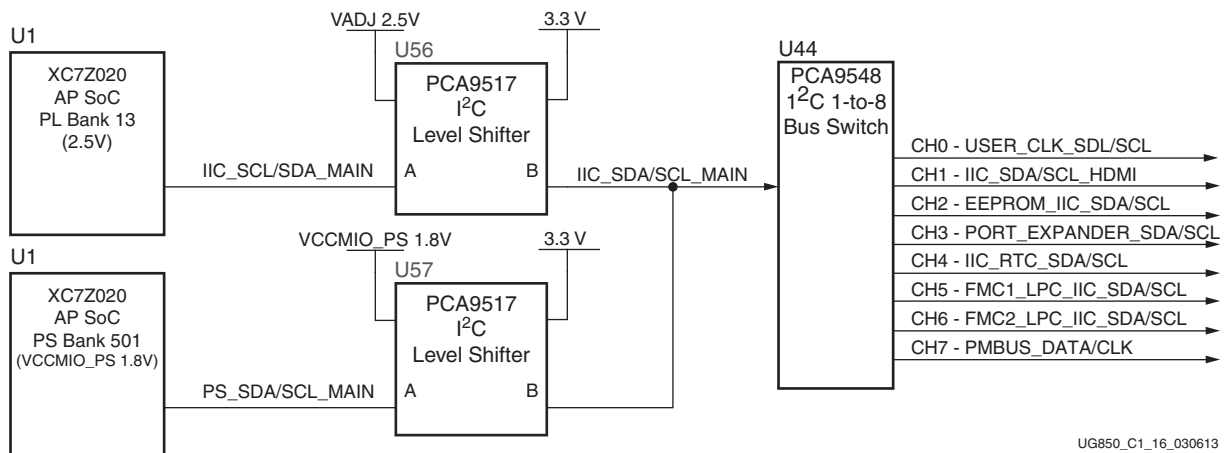 U1
XC7Z020
AP SoC
PL Bank 13
(2.5V)
IIC_SCL/SDA_MAIN
VADJ 2.5V
3.3 V
U56
PCA9517
I2C
Level Shifter
A
B
IIC_SDA/SCL_MAIN
U1
XC7Z020
AP SoC
PS Bank 501
(VCCMIO_PS 1.8V)
PS_SDA/SCL_MAIN
VCCMIO_PS 1.8V
3.3 V
U57
PCA9517
I2C
Level Shifter
A
B
U44
PCA9548
12C 1-to-8
Bus Switch
CH0 - USER_CLK_SDL/SCL
CH1 - IIC_SDA/SCL_HDMI
CH2 - EEPROM_IIC_SDA/SCL
CH3 - PORT_EXPANDER_SDA/SCL
CH4 - IIC_RTC_SDA/SCL
CH5 - FMC1_LPC_IIC_SDA/SCL
CH6 - FMC2_LPC_IIC_SDA/SCL
CH7 - PMBUS_DATA/CLK
UG850_C1_16_030613